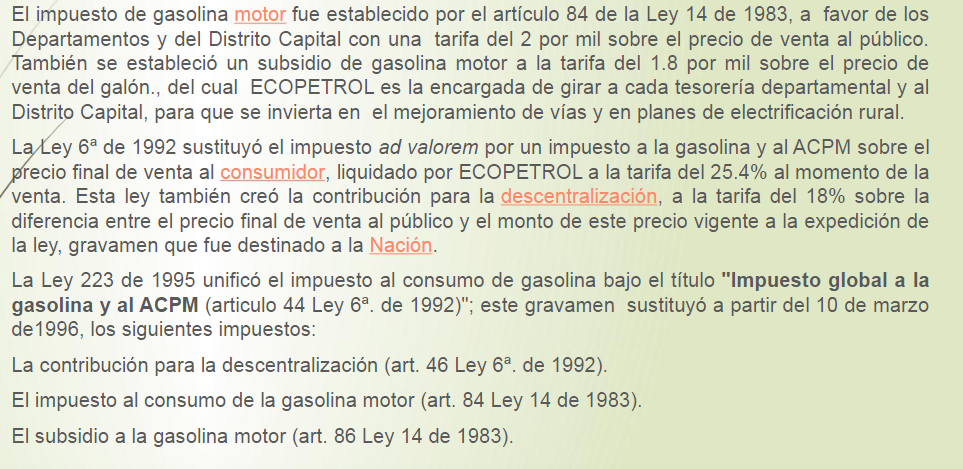 El impuesto de gasolina motor fue establecido por el artículo 84 de la Ley 14 de 1983, a favor de los
Departamentos y del Distrito Capital con una tarifa del 2 por mil sobre el precio de venta al público.
También se estableció un subsidio de gasolina motor a la tarifa del 1.8 por mil sobre el precio de
venta del galón., del cual ECOPETROL es la encargada de girar a cada tesorería departamental y al
Distrito Capital, para que se invierta en el mejoramiento de vías y en planes de electrificación rural.
La Ley 6ª de 1992 sustituyó el impuesto ad valorem por un impuesto a la gasolina y al ACPM sobre el
precio final de venta al consumidor, liquidado por ECOPETROL a la tarifa del 25.4% al momento de la
venta. Esta ley también creó la contribución para la descentralización, a la tarifa del 18% sobre la
diferencia entre el precio final de venta al público y el monto de este precio vigente a la expedición de
la ley, gravamen que fue destinado a la Nación.
La Ley 223 de 1995 unificó el impuesto al consumo de gasolina bajo el título "Impuesto global a la
gasolina y al ACPM (articulo 44 Ley 6ª. de 1992)"; este gravamen sustituyó a partir del 10 de marzo
de1996, los siguientes impuestos:
La contribución para la descentralización (art. 46 Ley 6ª. de 1992).
El impuesto al consumo de la gasolina motor (art. 84 Ley 14 de 1983).
El subsidio a la gasolina motor (art. 86 Ley 14 de 1983).